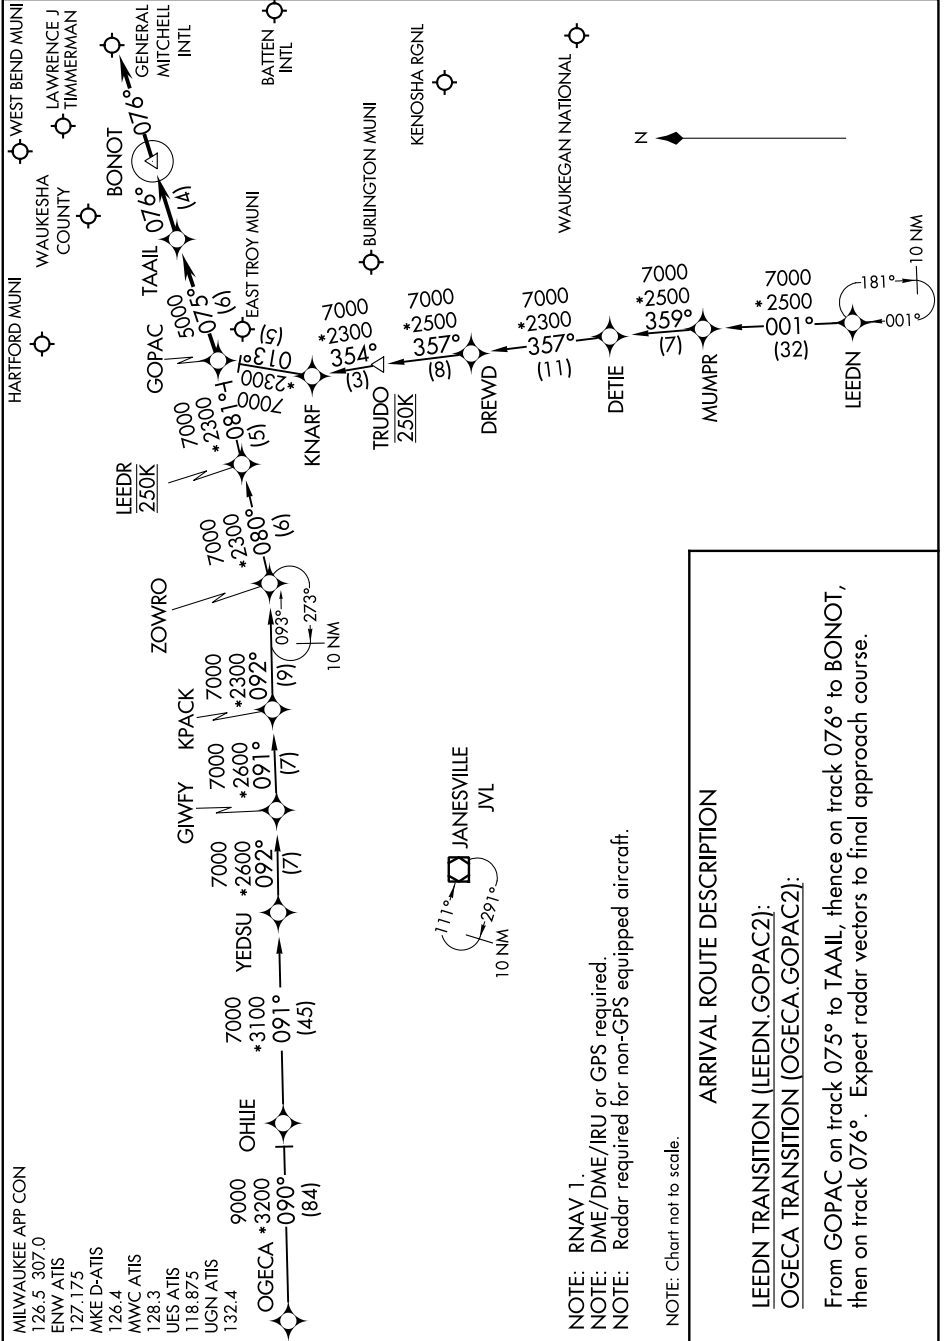 MILWAUKEE APP CON
126.5 307.0
ENW ATIS
127.175
MKE D-ATIS
126.4
MWC ATIS
128.3
UES ATIS
118.875
UGN ATIS
132.4
HARTFORD MUNI
WEST BEND MUNI
WAUKESHA
COUNTY
LAWRENCE J
TIMMERMAN
GENERAL
MITCHELL
INTL
BATTEN
INTL
KENOSHA RGNL
WAUKEGAN NATIONAL
BURLINGTON MUNI
EAST TROY MUNI
N
OGECA
9000
*3200
090°
(84)
OHLIE
7000
*3100
091°
(45)
YEDSU
7000
*2600
092°
(7)
GIWFY
7000
*2600
091°
(7)
KPACK
7000
*2300
092°
(9)
ZOWRO
093°
273°
10 NM
7000
*2300
080°
(6)
LEEDR
250K
7000
*2300
081°
(5)
GOPAC
5000
075°
(6)
TAAIL
076°
(4)
BONOT
076°
7000
*2300
013°
(5)
KNARF
7000
*2300
354°
(3)
TRUDO
250K
7000
*2500
357°
(8)
DREWD
7000
*2300
357°
(11)
DETIE
7000
*2500
359°
(7)
MUMPR
7000
*2500
001°
(32)
LEEDN
181°
001°
10 NM
JANESVILLE
JVL
111°
291°
10 NM
NOTE: RNAV 1.
NOTE: DME/DME/IRU or GPS required.
NOTE: Radar required for non-GPS equipped aircraft.
NOTE: Chart not to scale.
ARRIVAL ROUTE DESCRIPTION
LEEDN TRANSITION (LEEDN.GOPAC2):
OGECA TRANSITION (OGECA.GOPAC2):
From GOPAC on track 075° to TAAIL, thence on track 076° to BONOT,
then on track 076°. Expect radar vectors to final approach course.